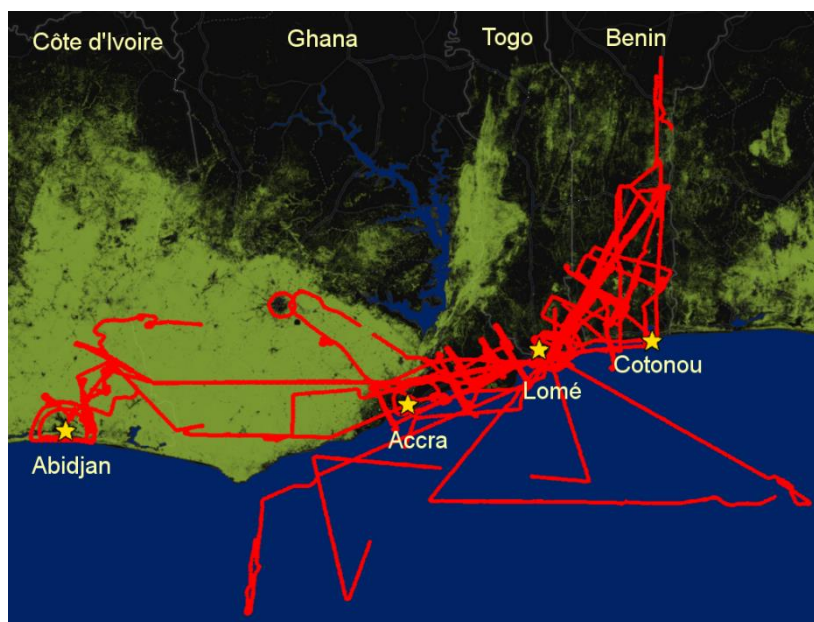 Côte d'Ivoire
Ghana
Togo
Benin
Cotonou
Lomé
Accra
Abidjan